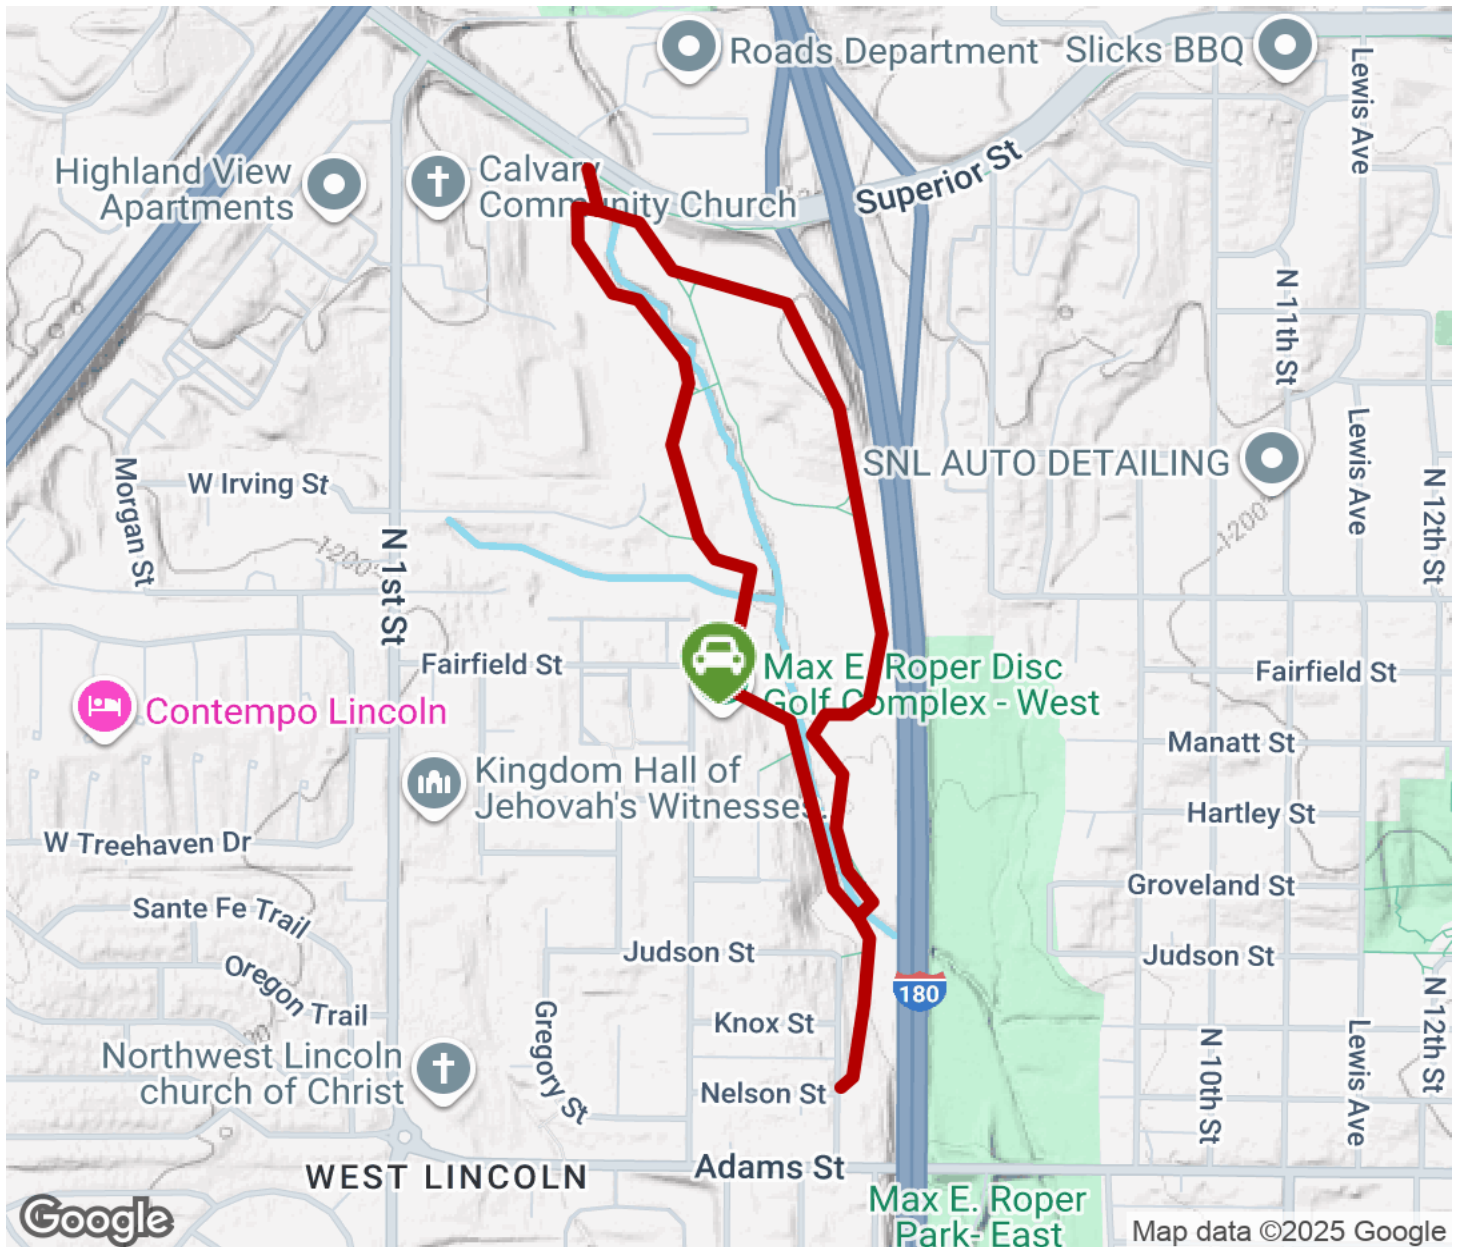 Roads Department
Slicks BBQ
Lewis Ave
Highland View
Apartments
Calvary
Community Church
Superior St
N 11th St
SNL AUTO DETAILING
Lewis Ave
N 12th St
W Irving St
Morgan St
1200
N 1st St
1200
Fairfield St
Max E. Roper Disc
Golf Complex - West
Fairfield St
Contempo Lincoln
Manatt St
Kingdom Hall of
Jehovah's Witnesses.
Hartley St
W Treehaven Dr
Groveland St
Sante Fe Trail
Judson St
Judson St
Oregon Trail
180
N 12th St
Knox St
Gregory St
N 10th St
Lewis Ave
Northwest Lincoln
church of Christ
Nelson St
WEST LINCOLN
Adams St
Max E. Roper
Park- East
Google
Map data ©2025 Google